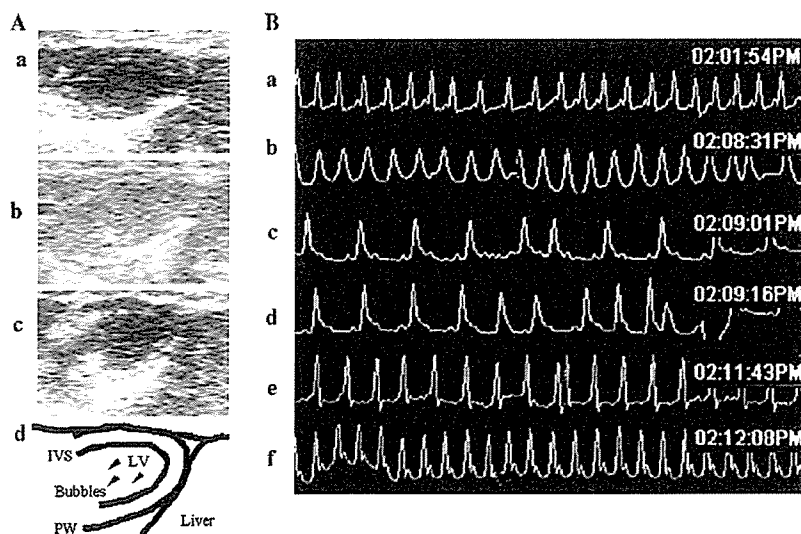 A
B
a
b
c
d
IVS
LV
Bubbles
PW
Liver
a
02:01:54PM
b
02:08:31PM
c
02:09:01PM
d
02:09:16PM
e
02:11:43PM
f
02:12:08PM